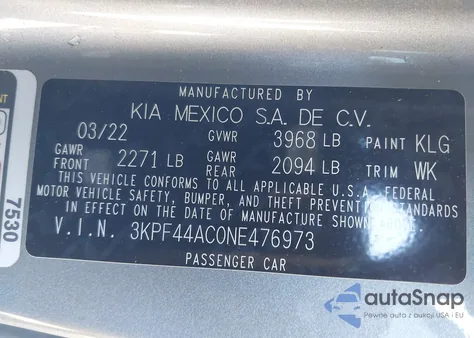 MANUFACTURED BY
KIA MEXICO S.A. DE C.V.
03/22 GVWR 3968 LB PAINT KLG
GAWR FRONT 2271 LB GAWR REAR 2094 LB TRIM WK
THIS VEHICLE CONFORMS TO ALL APPLICABLE U.S.A. FEDERAL
MOTOR VEHICLE SAFETY, BUMPER, AND THEFT PREVENTION STANDARDS
IN EFFECT ON THE DATE OF MANUFACTURE SHOWN
V.I.N. 3KPF44AC0NE476973
PASSENGER CAR
7530
autoSnap
Pewne auto z aukcji USA i EU